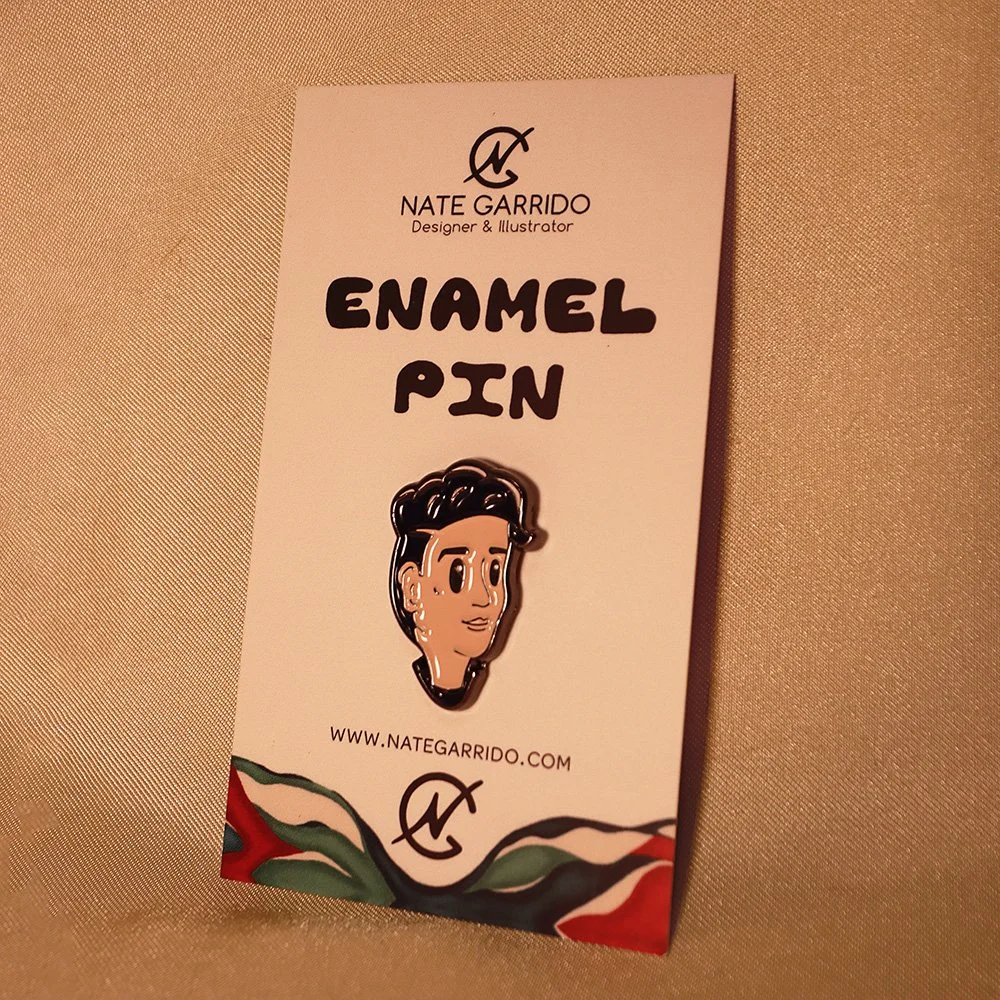 NATE GARRIDO
Designer & Illustrator
ENAMEL
PIN
WWW.NATEGARRIDO.COM